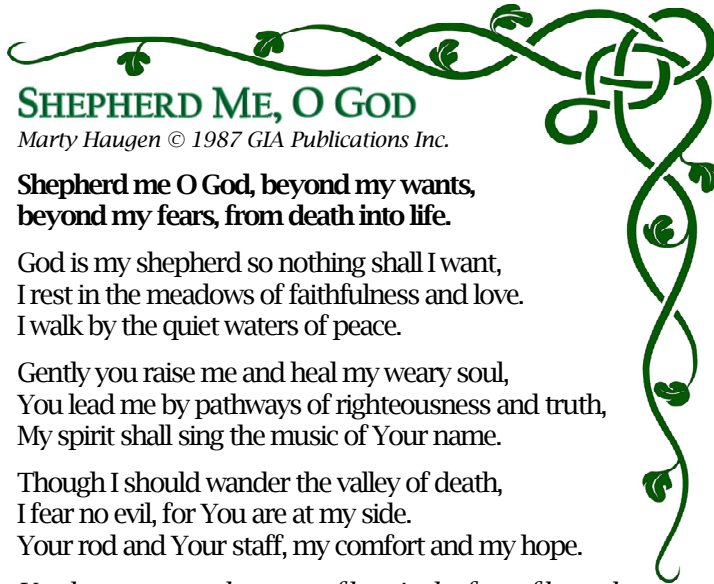 SHEPHERD ME, O GOD
Marty Haugen © 1987 GIA Publications Inc.
Shepherd me O God, beyond my wants,
beyond my fears, from death into life.
God is my shepherd so nothing shall I want,
I rest in the meadows of faithfulness and love.
I walk by the quiet waters of peace.
Gently you raise me and heal my weary soul,
You lead me by pathways of righteousness and truth,
My spirit shall sing the music of Your name.
Though I should wander the valley of death,
I fear no evil, for You are at my side.
Your rod and Your staff, my comfort and my hope.